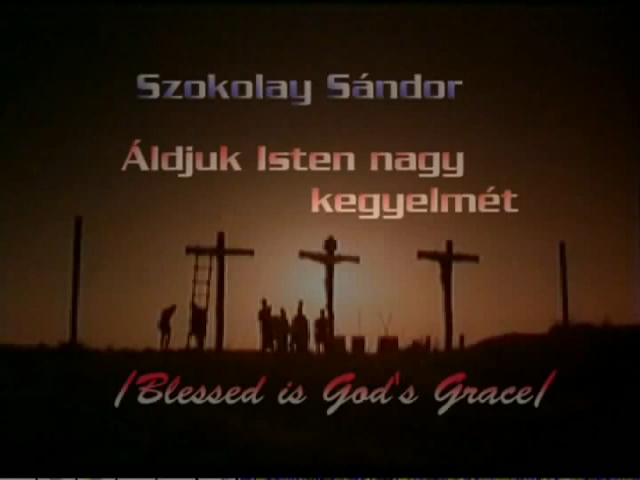 Szokolay Sándor
Áldjuk Isten nagy
kegyelmét
/Blessed is God's Grace/